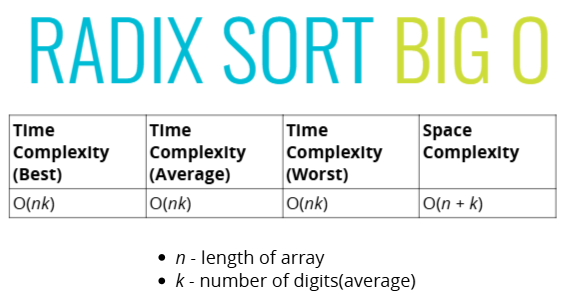 RADIX SORT BIG O
Time Complexity (Best) Time Complexity (Average) Time Complexity (Worst) Space Complexity
O(nk) O(nk) O(nk) O(n + k)
• n - length of array
• k - number of digits(average)